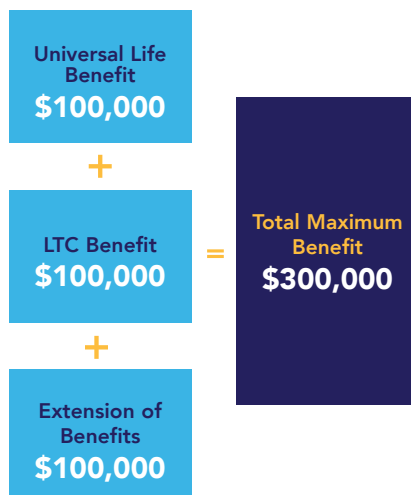 Universal Life
Benefit
$100,000
+
LTC Benefit
$100,000
+
Extension of
Benefits
$100,000
=
Total Maximum
Benefit
$300,000